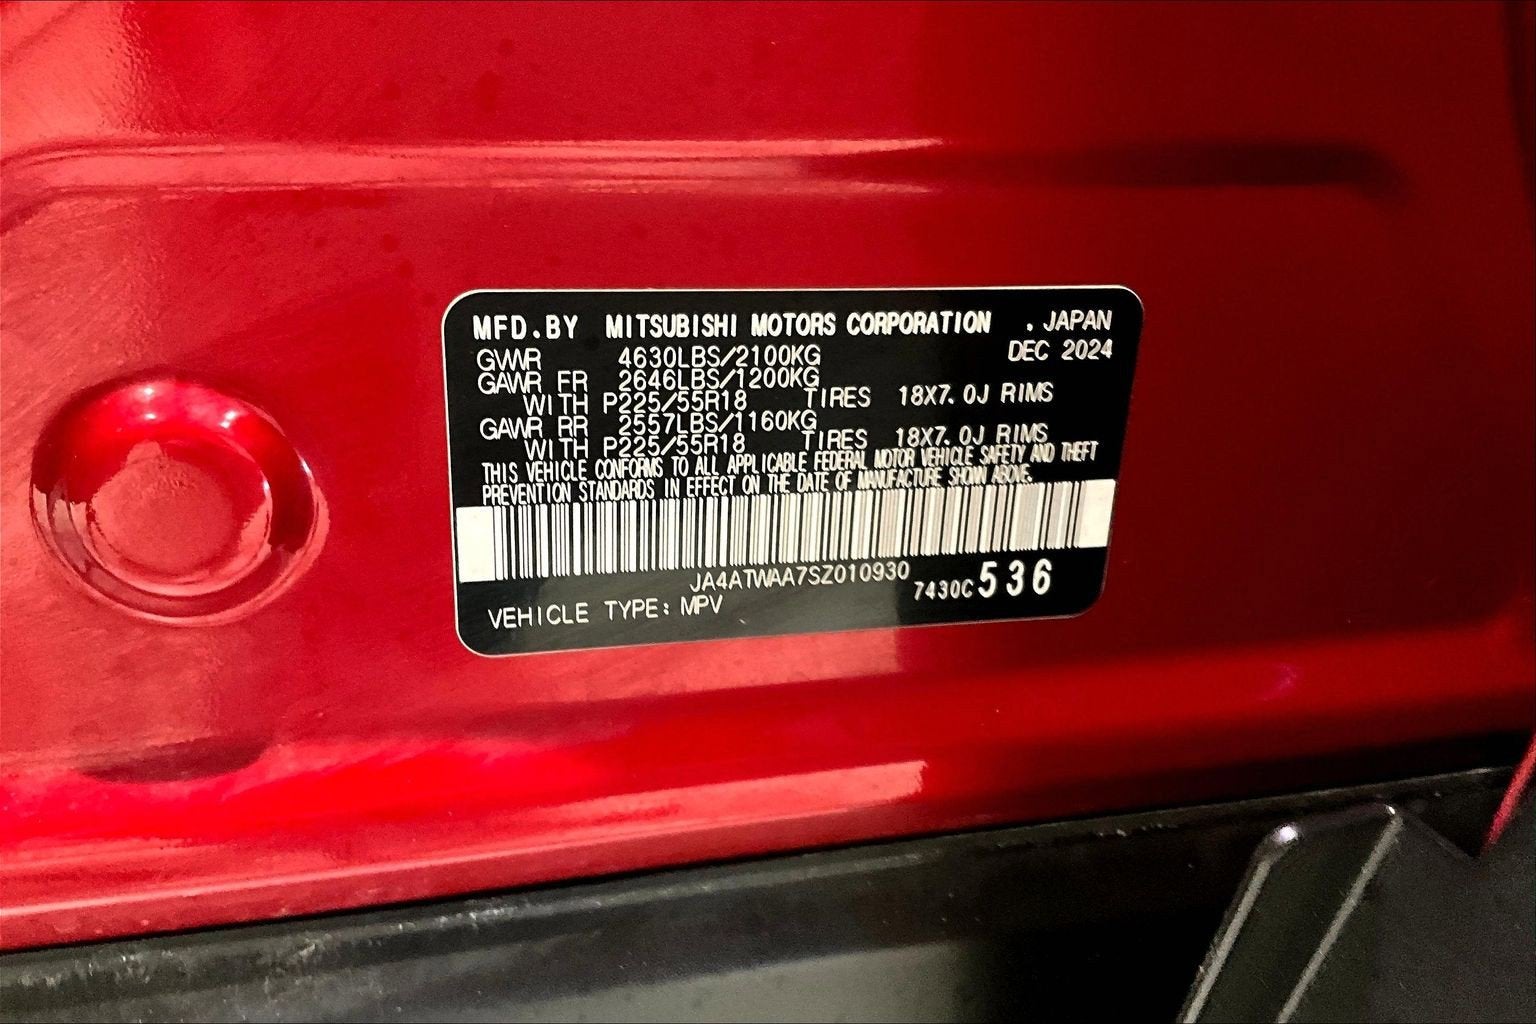 MFD.BY MITSUBISHI MOTORS CORPORATION . JAPAN
DEC 2024
GVWR 4630LBS/2100KG
GAWR FR 2646LBS/1200KG
WITH P225/55R18 TIRES 18X7.0J RIMS
GAWR RR 2557LBS/1160KG
WITH P225/55R18 TIRES 18X7.0J RIMS
THIS VEHICLE CONFORMS TO ALL APPLICABLE FEDERAL MOTOR VEHICLE SAFETY AND THEFT
PREVENTION STANDARDS IN EFFECT ON THE DATE OF MANUFACTURE SHOWN ABOVE.
JA4ATWAA7SZ010930
7430C 536
VEHICLE TYPE: MPV